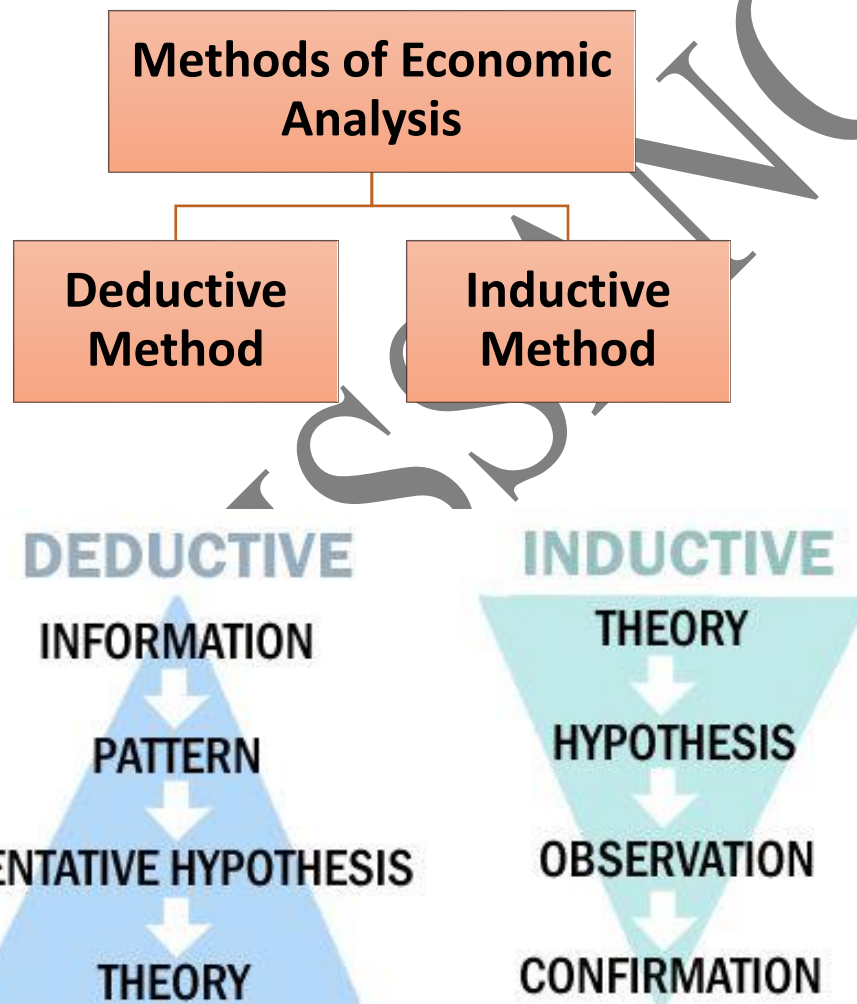 Methods of Economic
Analysis
Deductive
Method
Inductive
Method
DEDUCTIVE
INFORMATION
PATTERN
ENTATIVE HYPOTHESIS
THEORY
INDUCTIVE
THEORY
HYPOTHESIS
OBSERVATION
CONFIRMATION